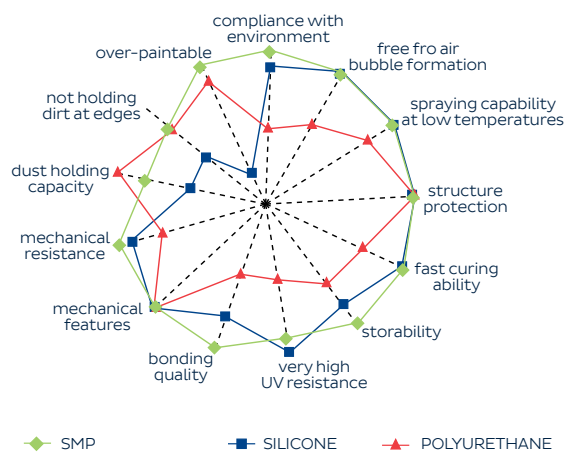 compliance with
environment
over-paintable
free fro air
bubble formation
not holding
dirt at edges
spraying capability
at low temperatures
dust holding
capacity
structure
protection
mechanical
resistance
fast curing
ability
mechanical
features
storability
bonding
quality
very high
UV resistance
SMP
SILICONE
POLYURETHANE